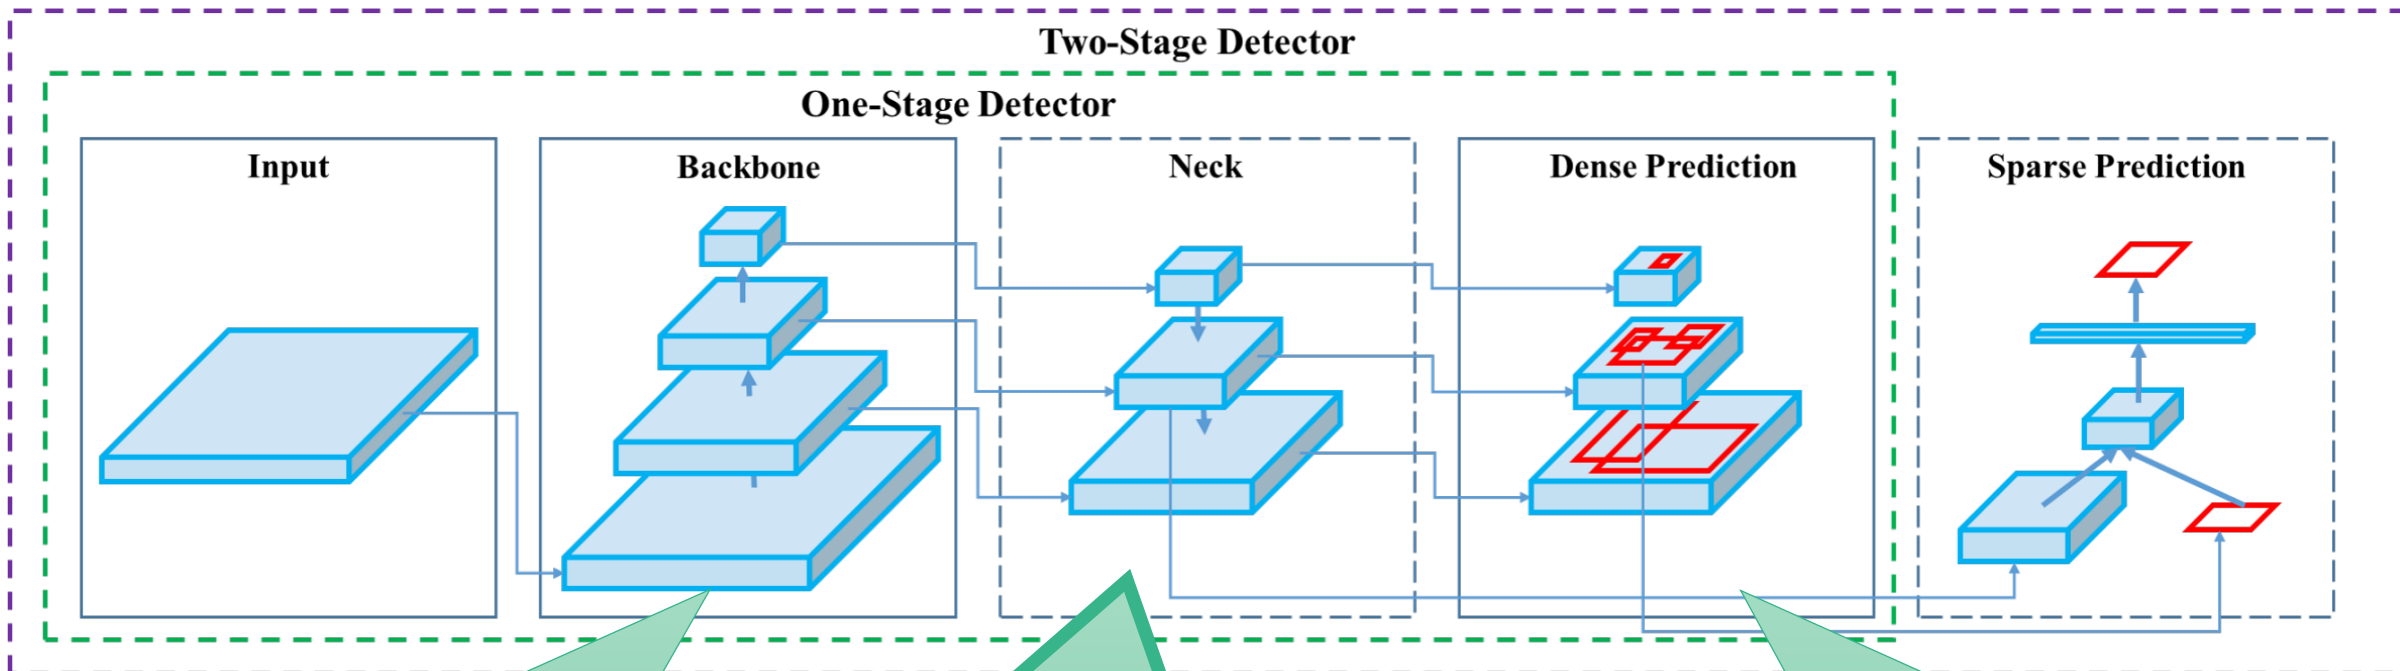 Two-Stage Detector
One-Stage Detector
Input
Backbone
Neck
Dense Prediction
Sparse Prediction